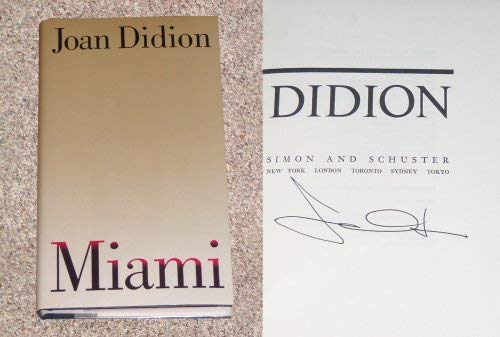 Joan Didion
Miami
DIDION
SIMON AND SCHUSTER
NEW YORK LONDON TORONTO SYDNEY TOKYO